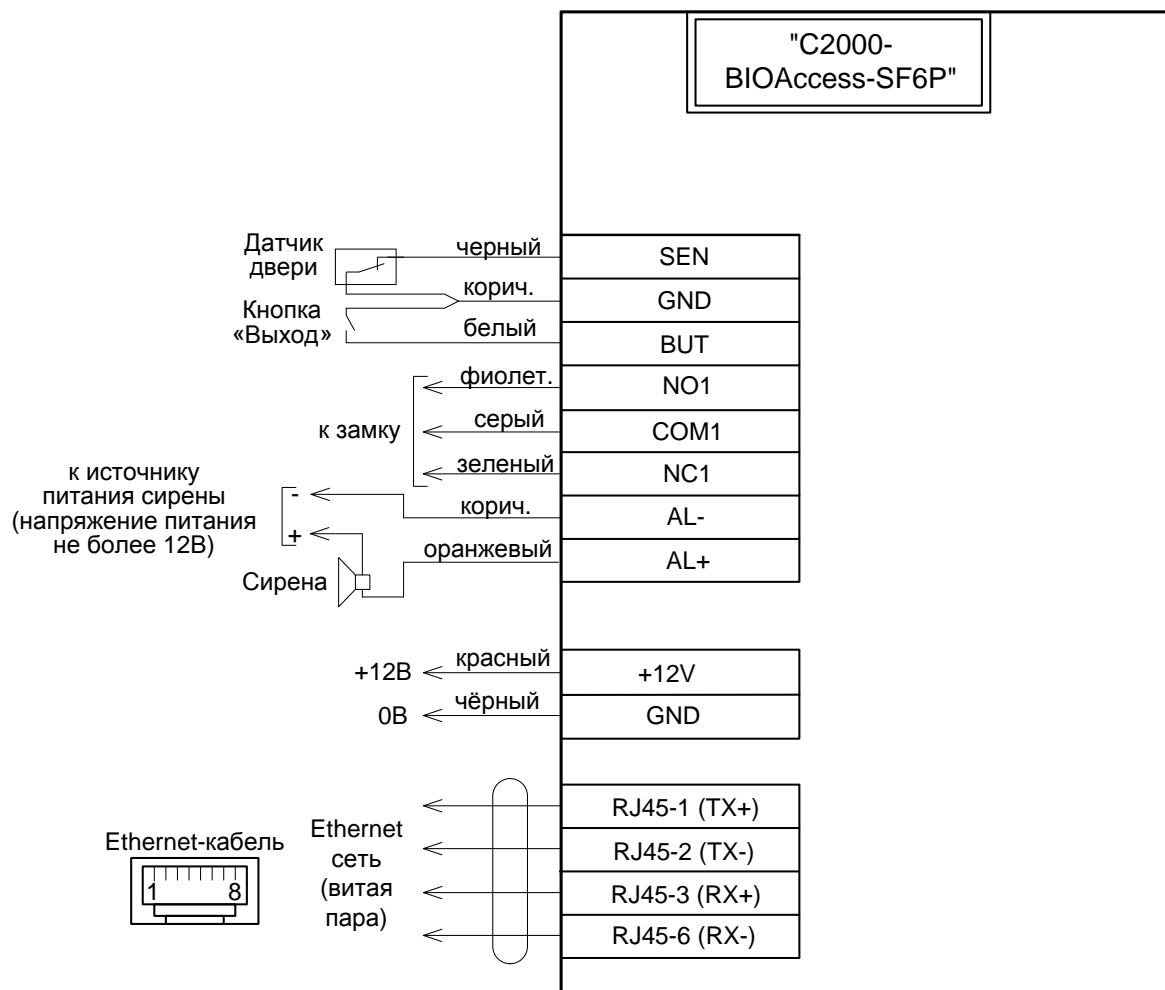 "C2000-
BIOAccess-SF6P"
Датчик
двери
черный
SEN
корич.
GND
Кнопка
«Выход»
белый
BUT
фиолет.
NO1
к замку
серый
COM1
зеленый
NC1
к источнику
питания сирены
(напряжение питания
не более 12В)
-
+
корич.
AL-
оранжевый
AL+
Сирена
+12В
красный
+12V
0В
чёрный
GND
RJ45-1 (TX+)
RJ45-2 (TX-)
RJ45-3 (RX+)
RJ45-6 (RX-)
Ethernet
сеть
(витая
пара)
Ethernet-кабель
1 8